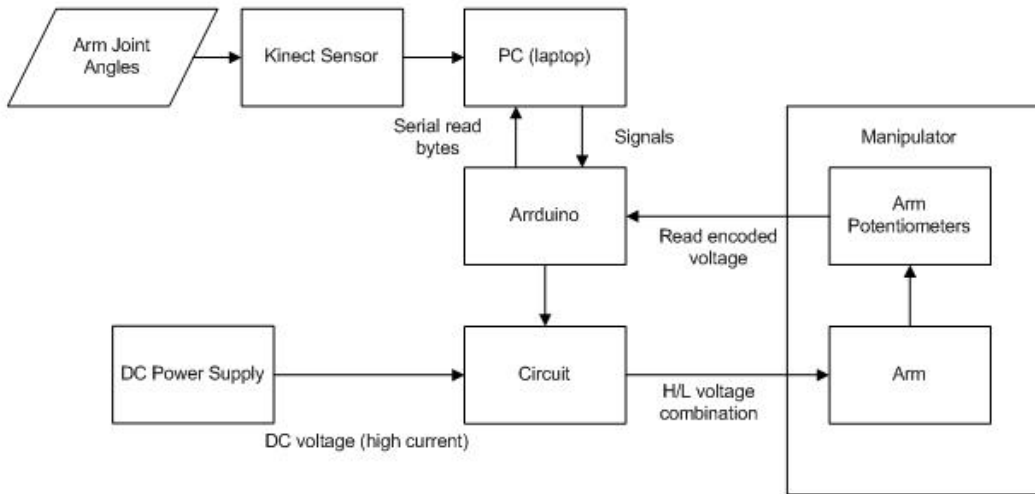 Arm Joint
Angles
Kinect Sensor
PC (laptop)
Serial read
bytes
Signals
Manipulator
Arrduino
Arm
Potentiometers
Read encoded
voltage
DC Power Supply
Circuit
Arm
H/L voltage
combination
DC voltage (high current)